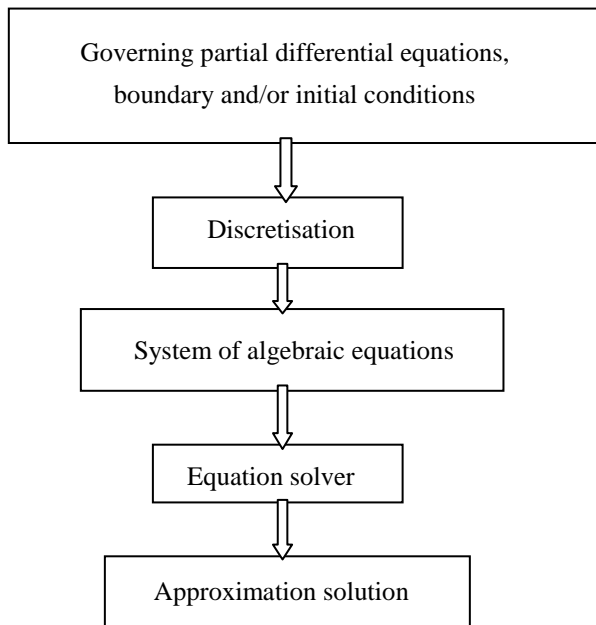 Governing partial differential equations,
boundary and/or initial conditions
Discretisation
System of algebraic equations
Equation solver
Approximation solution